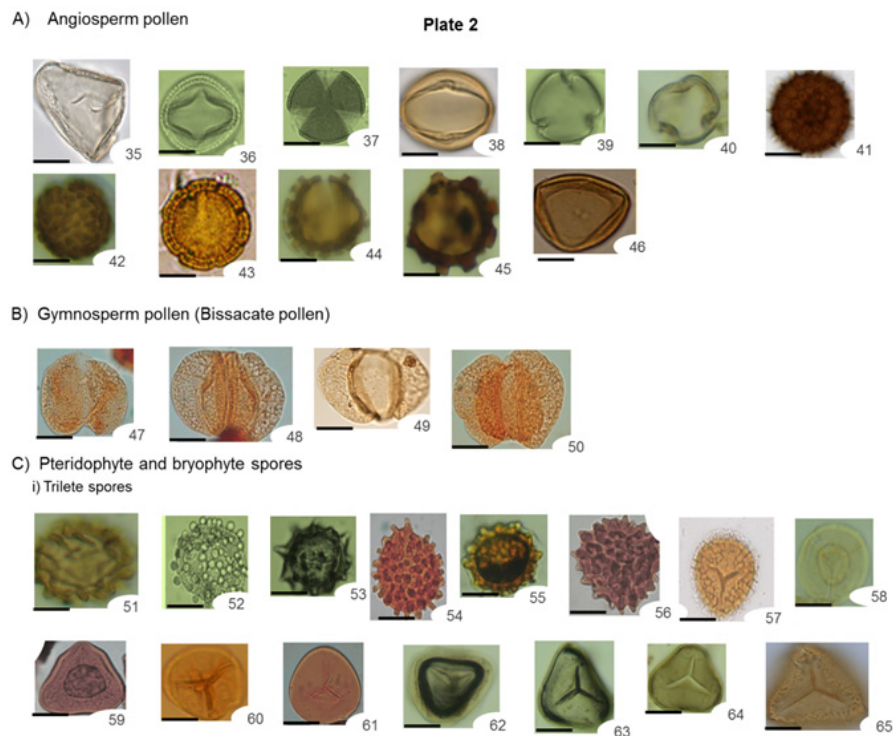 A) Angiosperm pollen
Plate 2
35 36 37 38 39 40 41
42 43 44 45 46
B) Gymnosperm pollen (Bissacate pollen)
47 48 49 50
C) Pteridophyte and bryophyte spores
i) Trilete spores
51 52 53 54 55 56 57 58
59 60 61 62 63 64 65